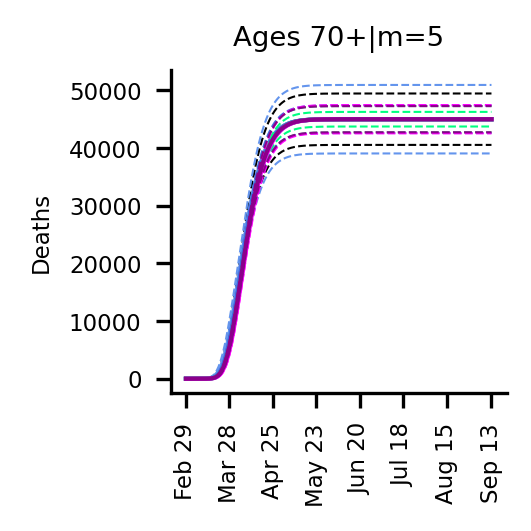 Ages 70+|m=5
Deaths
50000
40000
30000
20000
10000
0
Feb 29
Mar 28
Apr 25
May 23
Jun 20
Jul 18
Aug 15
Sep 13